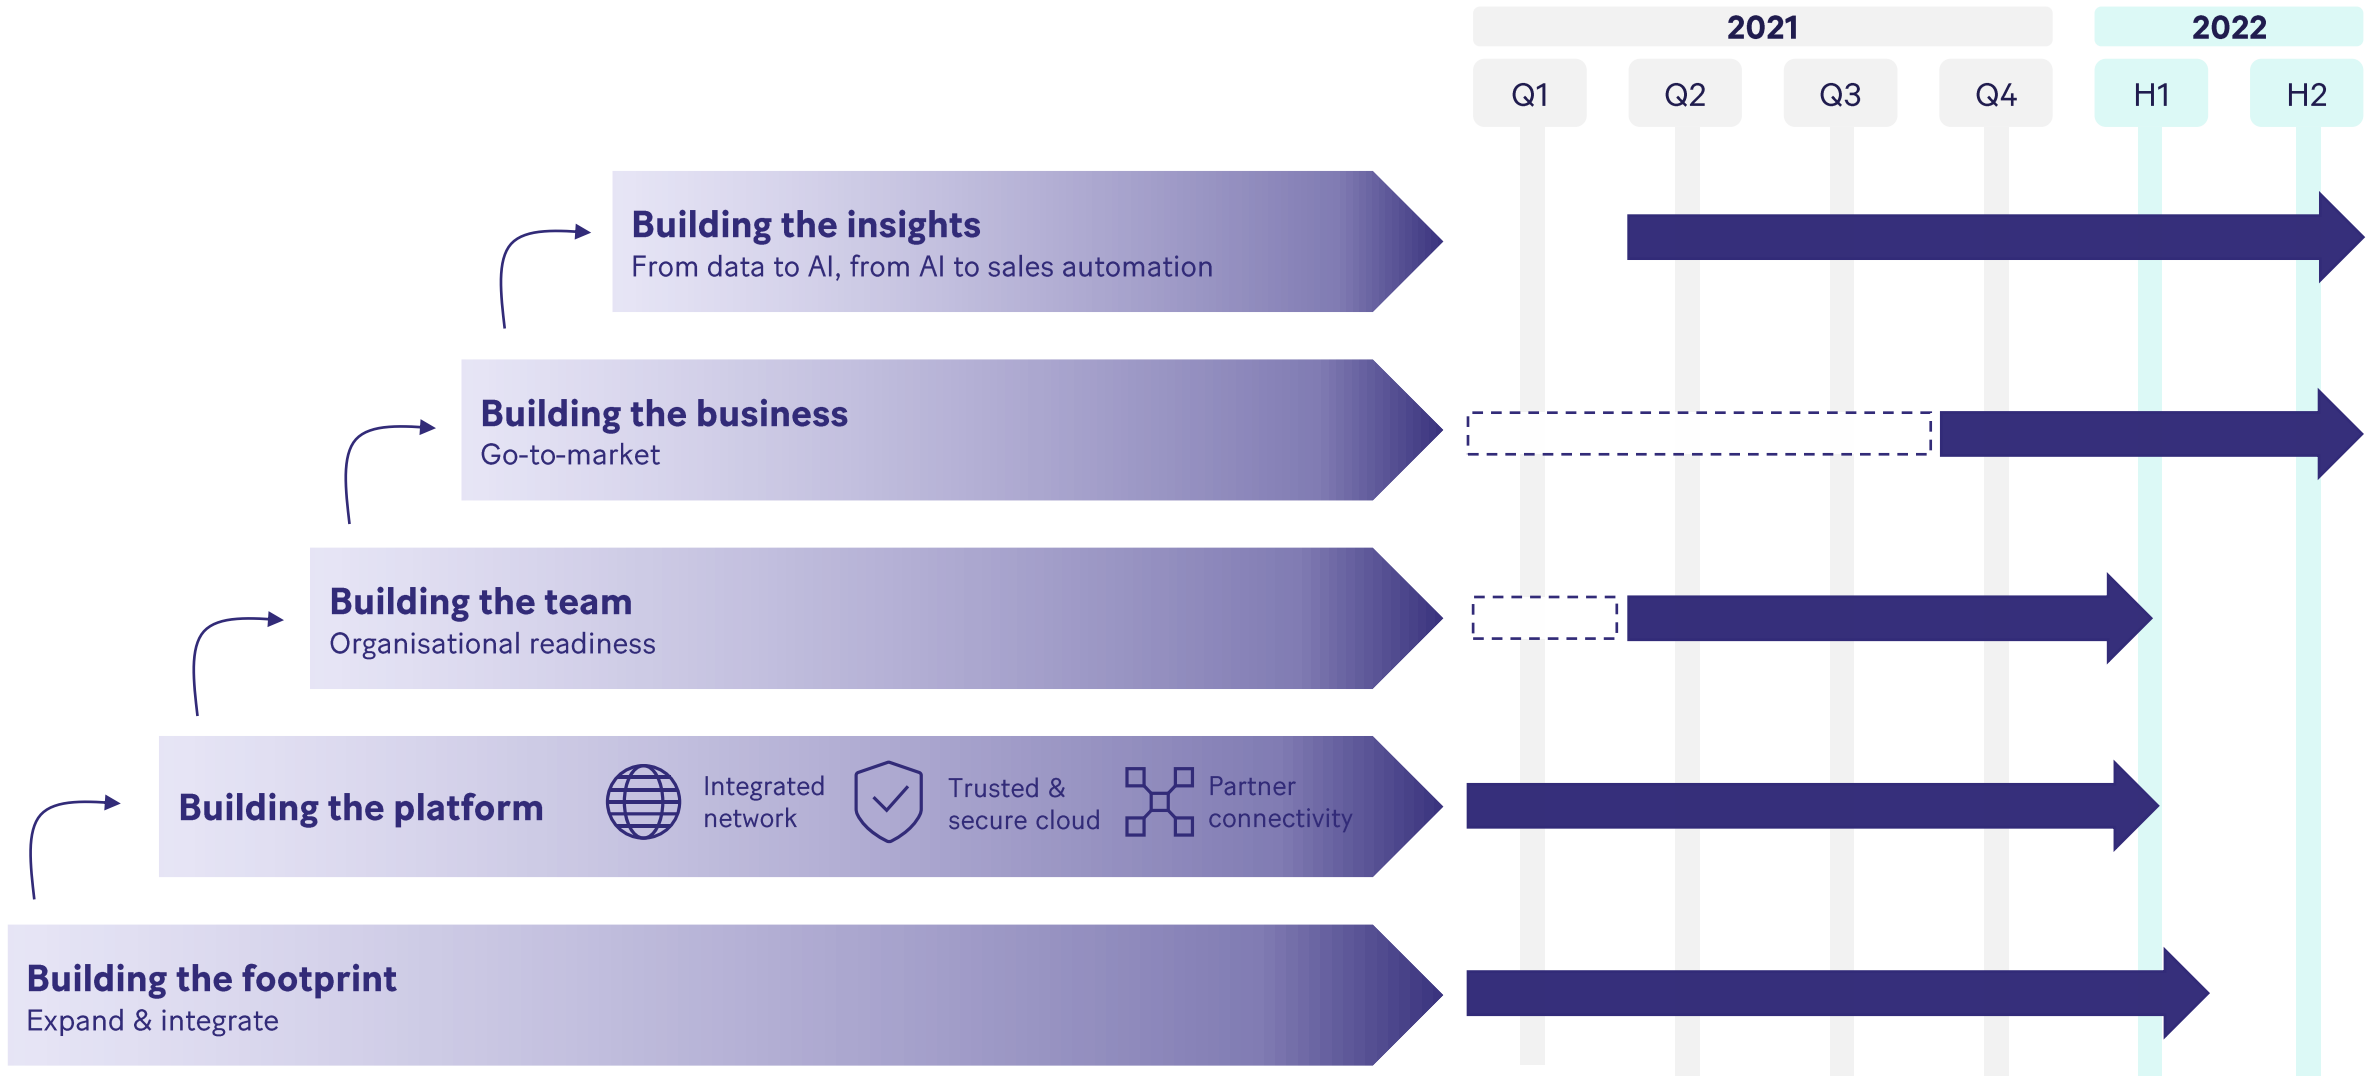 2021
2022
Q1
Q2
Q3
Q4
H1
H2
Building the insights
From data to AI, from AI to sales automation
Building the business
Go-to-market
Building the team
Organisational readiness
Building the platform
Integrated
network
Trusted &
secure cloud
Partner
connectivity
Building the footprint
Expand & integrate